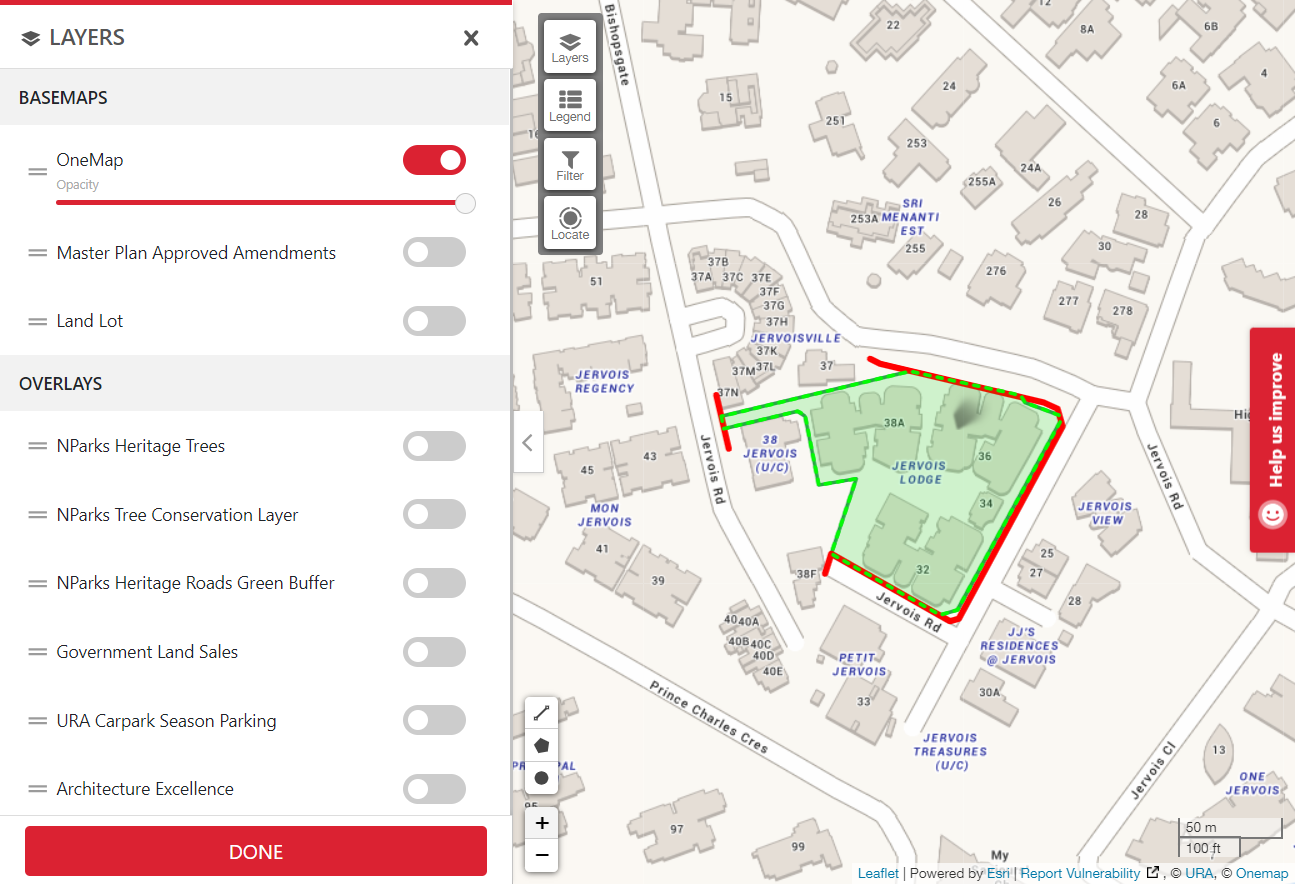 LAYERS
BASEMAPS
OneMap
Opacity
Master Plan Approved Amendments
Land Lot
OVERLAYS
NParks Heritage Trees
NParks Tree Conservation Layer
NParks Heritage Roads Green Buffer
Government Land Sales
URA Carpark Season Parking
Architecture Excellence
DONE
Layers
Legend
Filter
Locate
Bishopsgate
22
12
8A
6B
4
6A
6
15
24
251
253
24A
255A
26
28
SRI
MENANTI
EST
253A
255
30
276
277
278
51
37B
37A
37C
37E
37F
37G
37H
JERVOISVILLE
37K
37L
37M
37
37N
JERVOIS
REGENCY
38A
36
JERVOIS
LODGE
34
32
38
JERVOIS
(U/C)
45
43
Jervois Rd
MON
JERVOIS
41
39
38F
Jervois Rd
JERVOIS
VIEW
Jervois Rd
25
27
28
JJ'S
RESIDENCES
@ JERVOIS
40
40A
40B
40C
40D
40E
PETIT
JERVOIS
33
30A
Prince Charles Cres
JERVOIS
TREASURES
(U/C)
Jervois Cl
13
ONE
JERVOIS
97
99
My
Help us improve
+
−
50 m
100 ft
Leaflet | Powered by Esri | Report Vulnerability , © URA, © Onemap